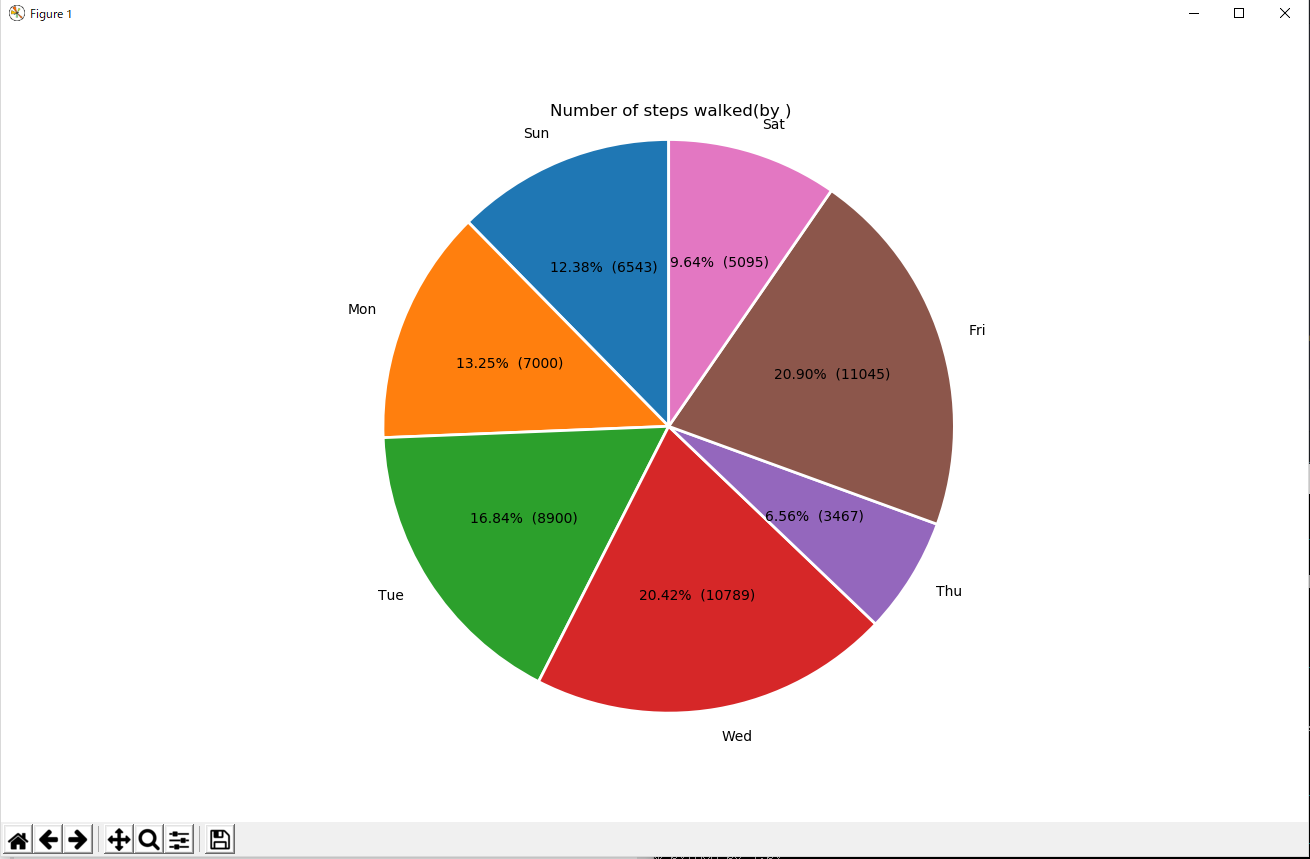 Figure 1
Number of steps walked(by )
Sat
Sun
12.38%  (6543)
9.64%  (5095)
Mon
Fri
13.25%  (7000)
20.90%  (11045)
16.84%  (8900)
6.56%  (3467)
Tue
20.42%  (10789)
Thu
Wed